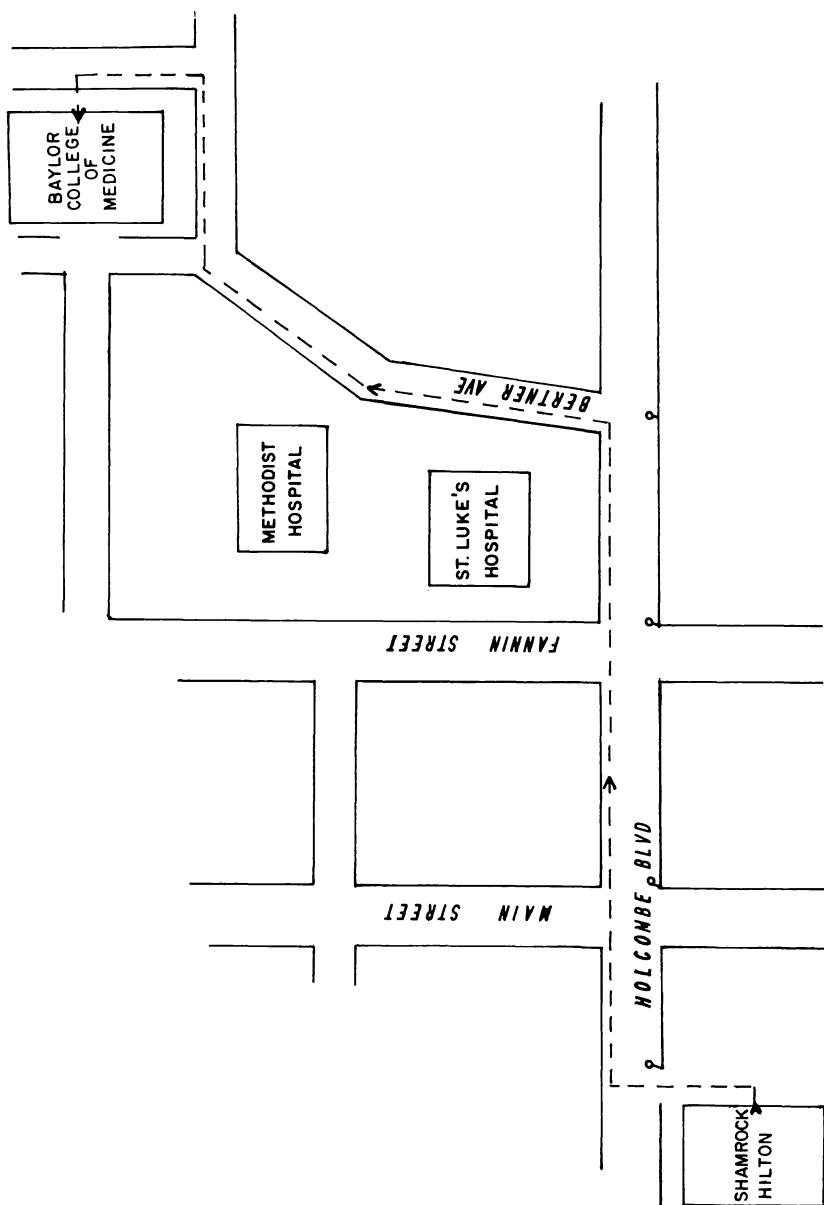 BAYLOR
COLLEGE
OF
MEDICINE
METHODIST
HOSPITAL
ST. LUKE'S
HOSPITAL
BERTNER AVE
FANNIN STREET
MAIN STREET
HOLCOMBE BLVD
SHAMROCK
HILTON